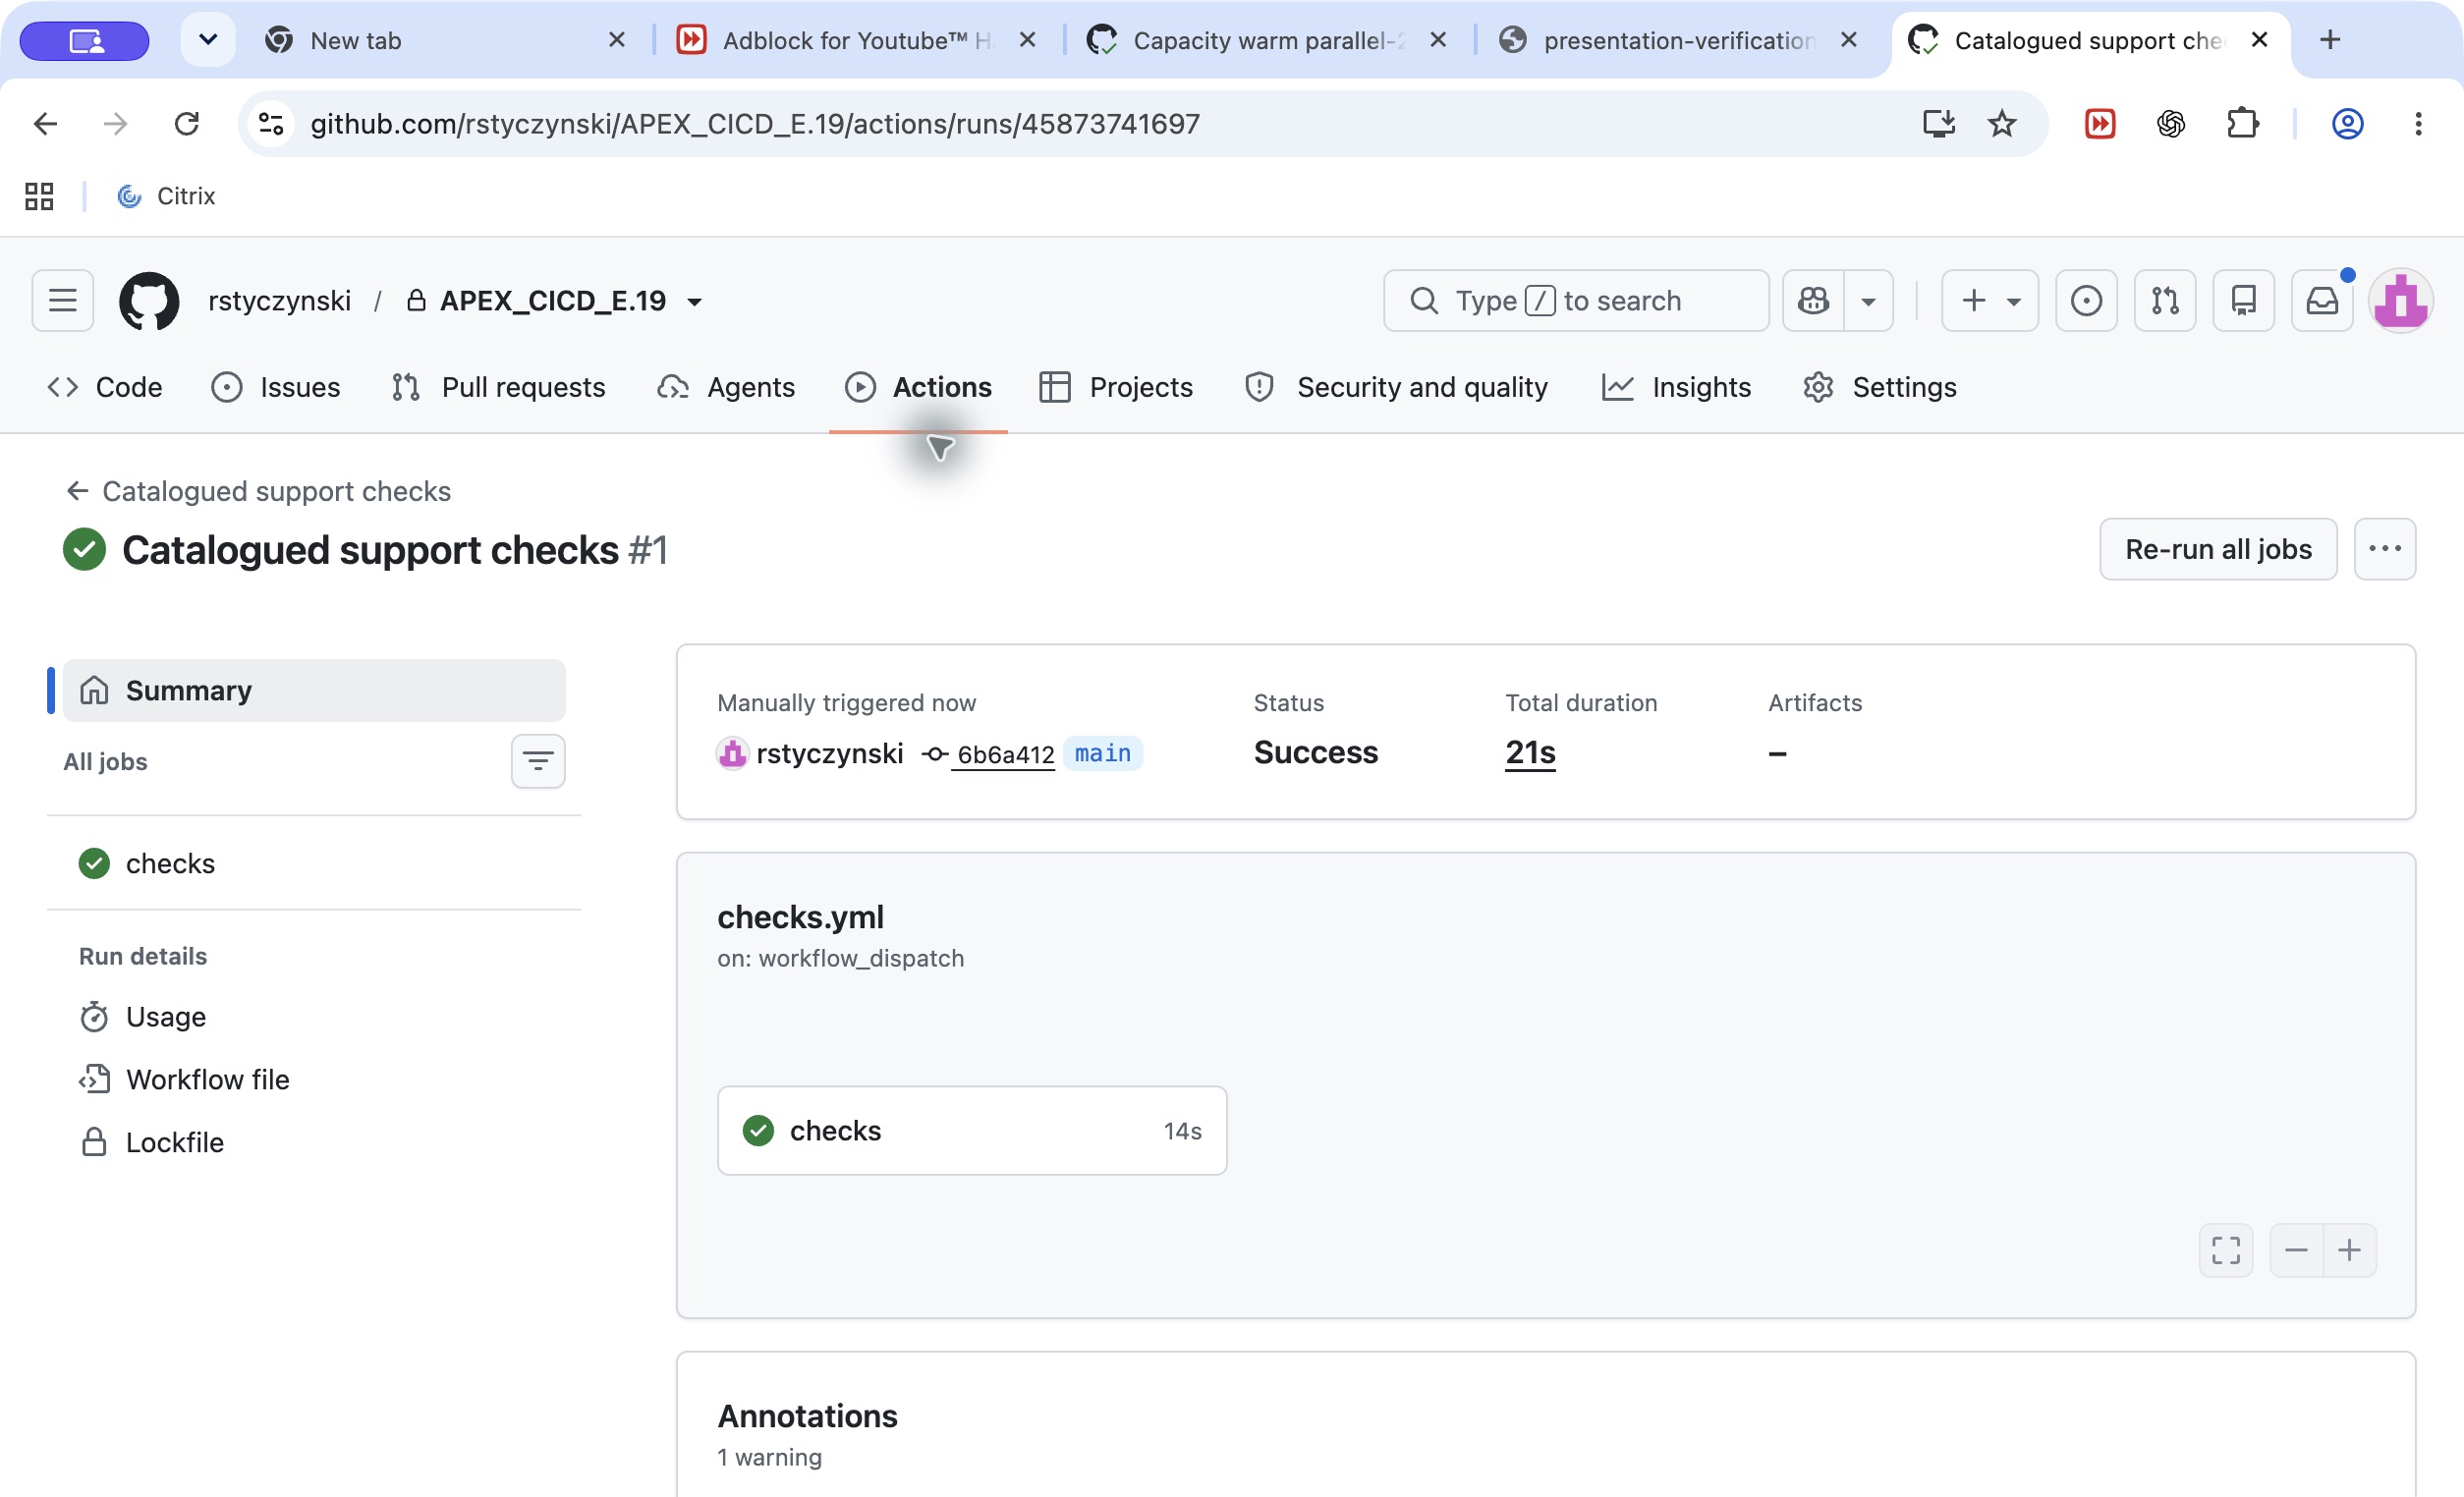 New tab
Adblock for Youtube™
Capacity warm parallel-
presentation-verification
Catalogued support che
github.com/rstyczynski/APEX_CICD_E.19/actions/runs/45873741697
Citrix
rstyczynski / APEX_CICD_E.19
Type / to search
Code Issues Pull requests Agents Actions Projects Security and quality Insights Settings
Catalogued support checks
Catalogued support checks #1
Re-run all jobs
Summary
All jobs
checks
Run details
Usage
Workflow file
Lockfile
Manually triggered now
rstyczynski 6b6a412 main
Status
Success
Total duration
21s
Artifacts
–
checks.yml
on: workflow_dispatch
checks 14s
Annotations
1 warning